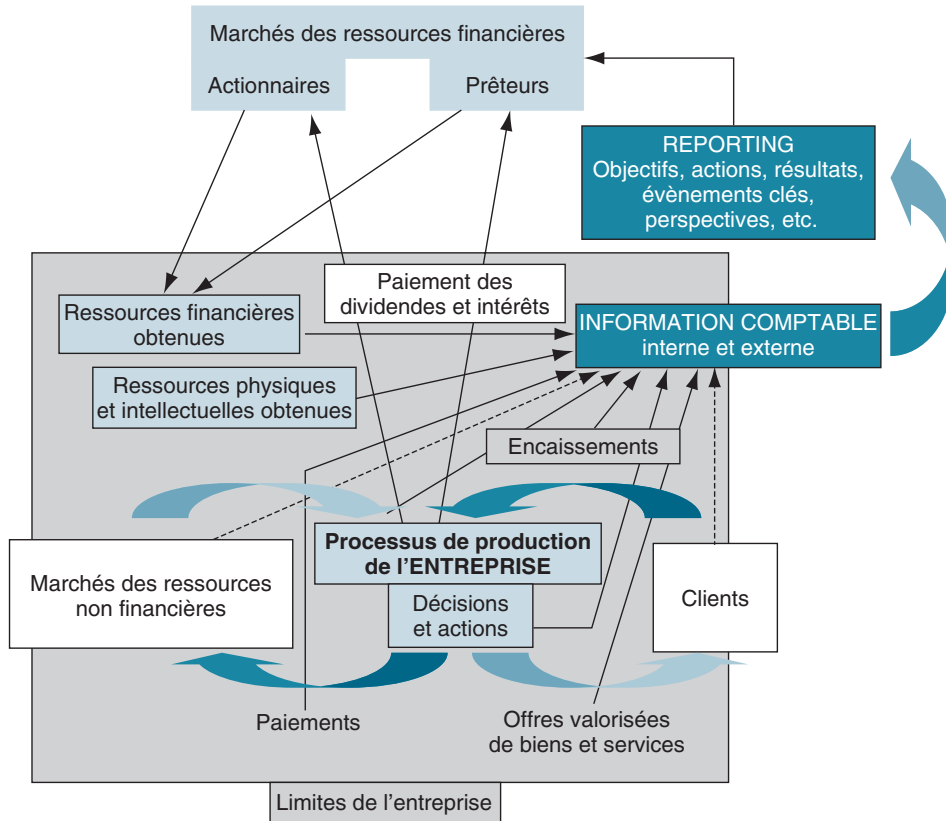 Marchés des ressources financières
Actionnaires
Prêteurs
REPORTING
Objectifs, actions, résultats,
évènements clés,
perspectives, etc.
Paiement des
dividendes et intérêts
Ressources financières
obtenues
INFORMATION COMPTABLE
interne et externe
Ressources physiques
et intellectuelles obtenues
Encaissements
Processus de production
de l’ENTREPRISE
Marchés des ressources
non financières
Décisions
et actions
Clients
Paiements
Offres valorisées
de biens et services
Limites de l’entreprise